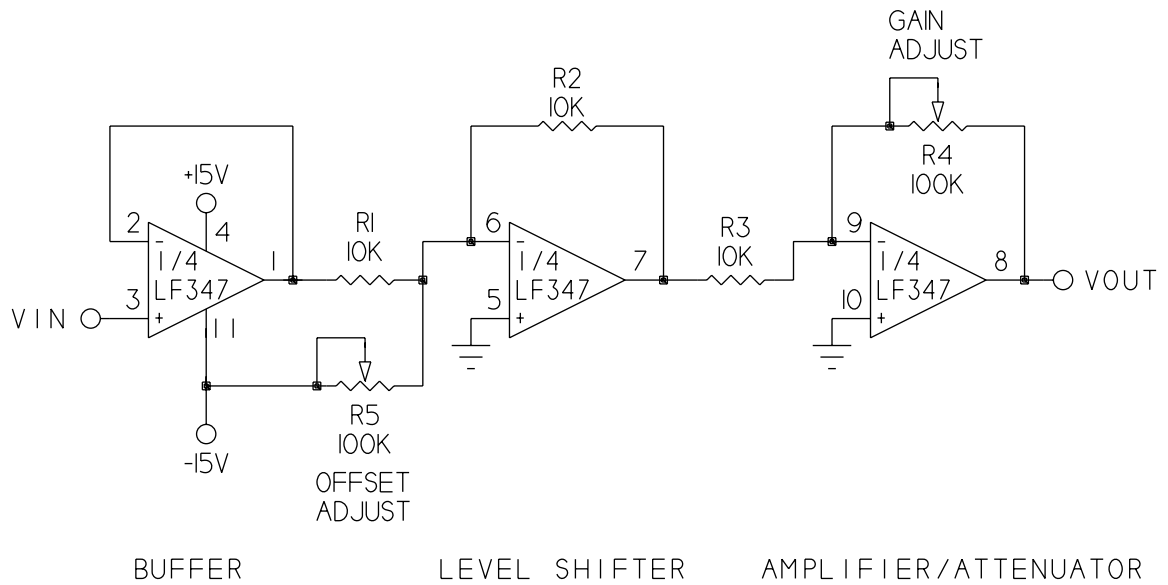 GAIN
ADJUST
R2
10K
R4
100K
+15V
2
4
-
1/4
LF347
1
3
+
11
VIN
R1
10K
6
-
1/4
LF347
7
5
+
R3
10K
9
-
1/4
LF347
8
10
+
VOUT
R5
100K
-15V
OFFSET
ADJUST
BUFFER
LEVEL SHIFTER
AMPLIFIER/ATTENUATOR